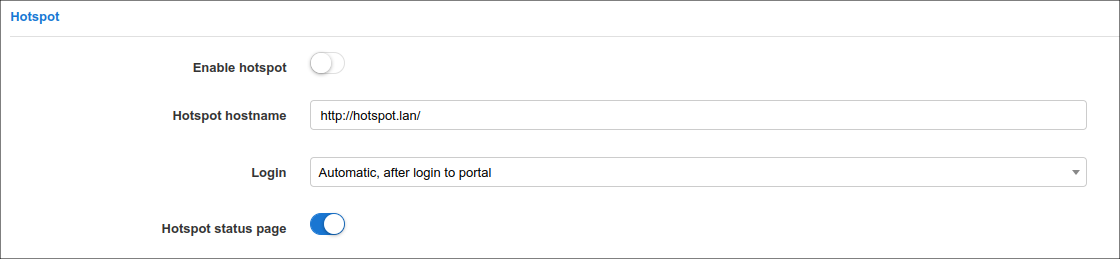 Hotspot
Enable hotspot
Hotspot hostname http://hotspot.lan/
Login Automatic, after login to portal
Hotspot status page